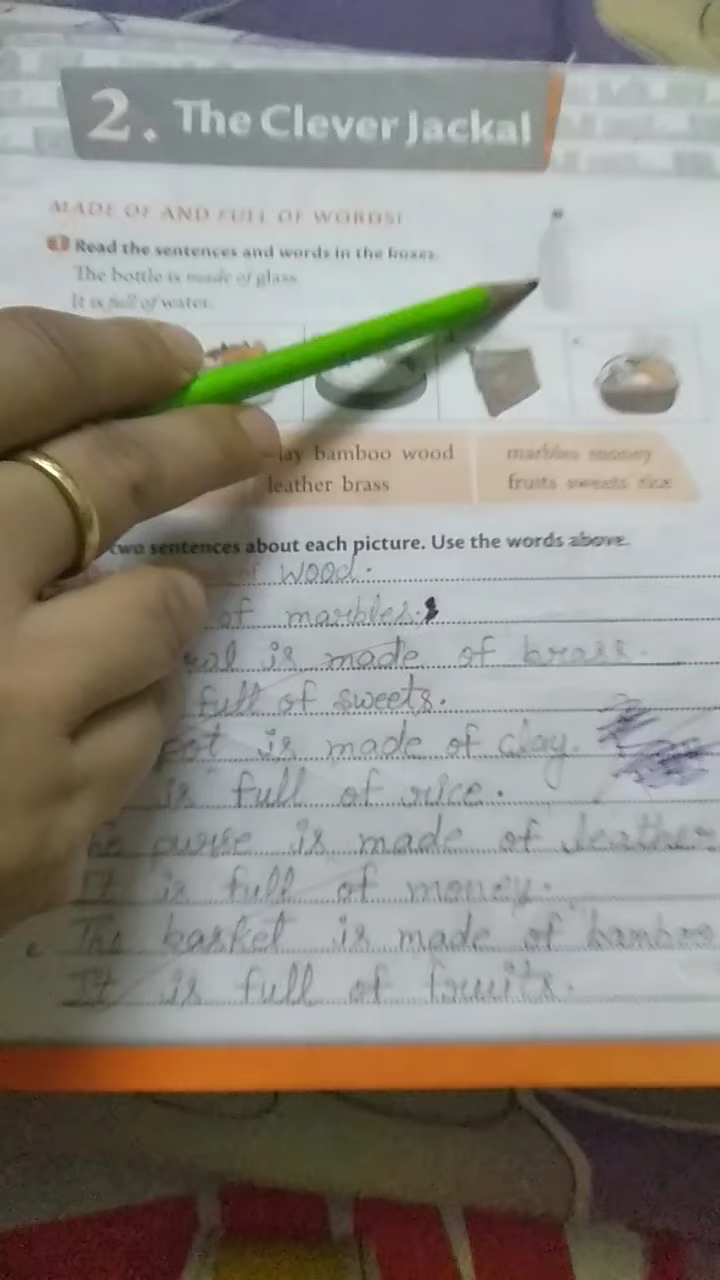 2. The Clever Jackal
MADE OF AND FULL OF WORDS!
1 Read the sentences and words in the boxes.
The bottle is made of glass.
It is full of water.
bamboo wood marbles money
leather brass fruits sweets rice
two sentences about each picture. Use the words above.
wood.
of marbles.
is made of brass.
full of sweets.
pot is made of clay.
is full of rice.
purse is made of leather
It is full of money.
e. The basket is made of bamboo
It is full of fruits.